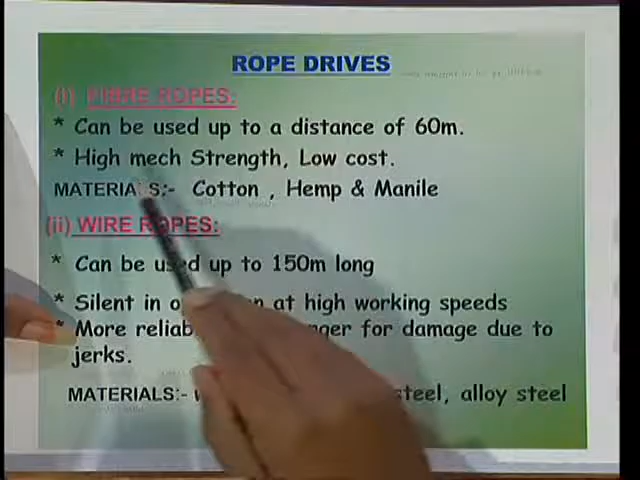 ROPE DRIVES
(i) FIBRE ROPES:
* Can be used up to a distance of 60m.
* High mech Strength, Low cost.
MATERIALS:- Cotton , Hemp & Manile
(ii) WIRE ROPES:
* Can be used up to 150m long
* Silent in at high working speeds
* More for damage due to
jerks.
MATERIALS:- steel, alloy steel